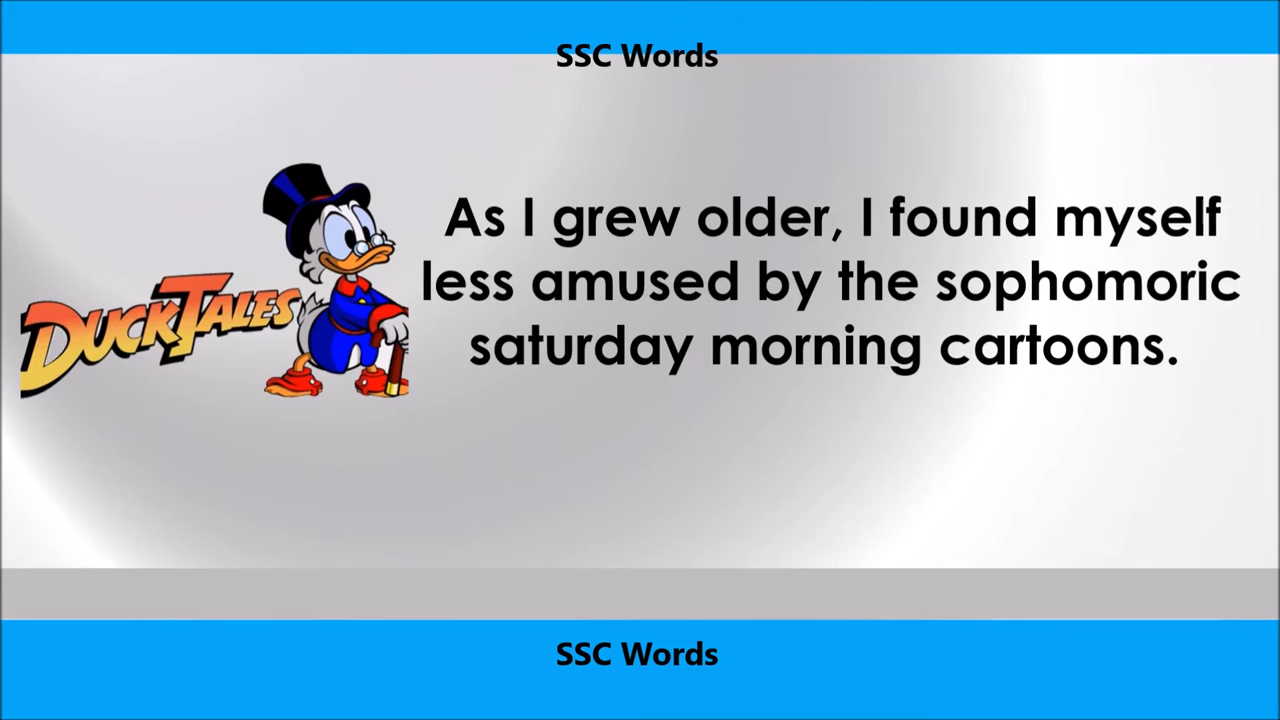 SSC Words
As I grew older, I found myself
less amused by the sophomoric
saturday morning cartoons.
DUCKTALES
SSC Words